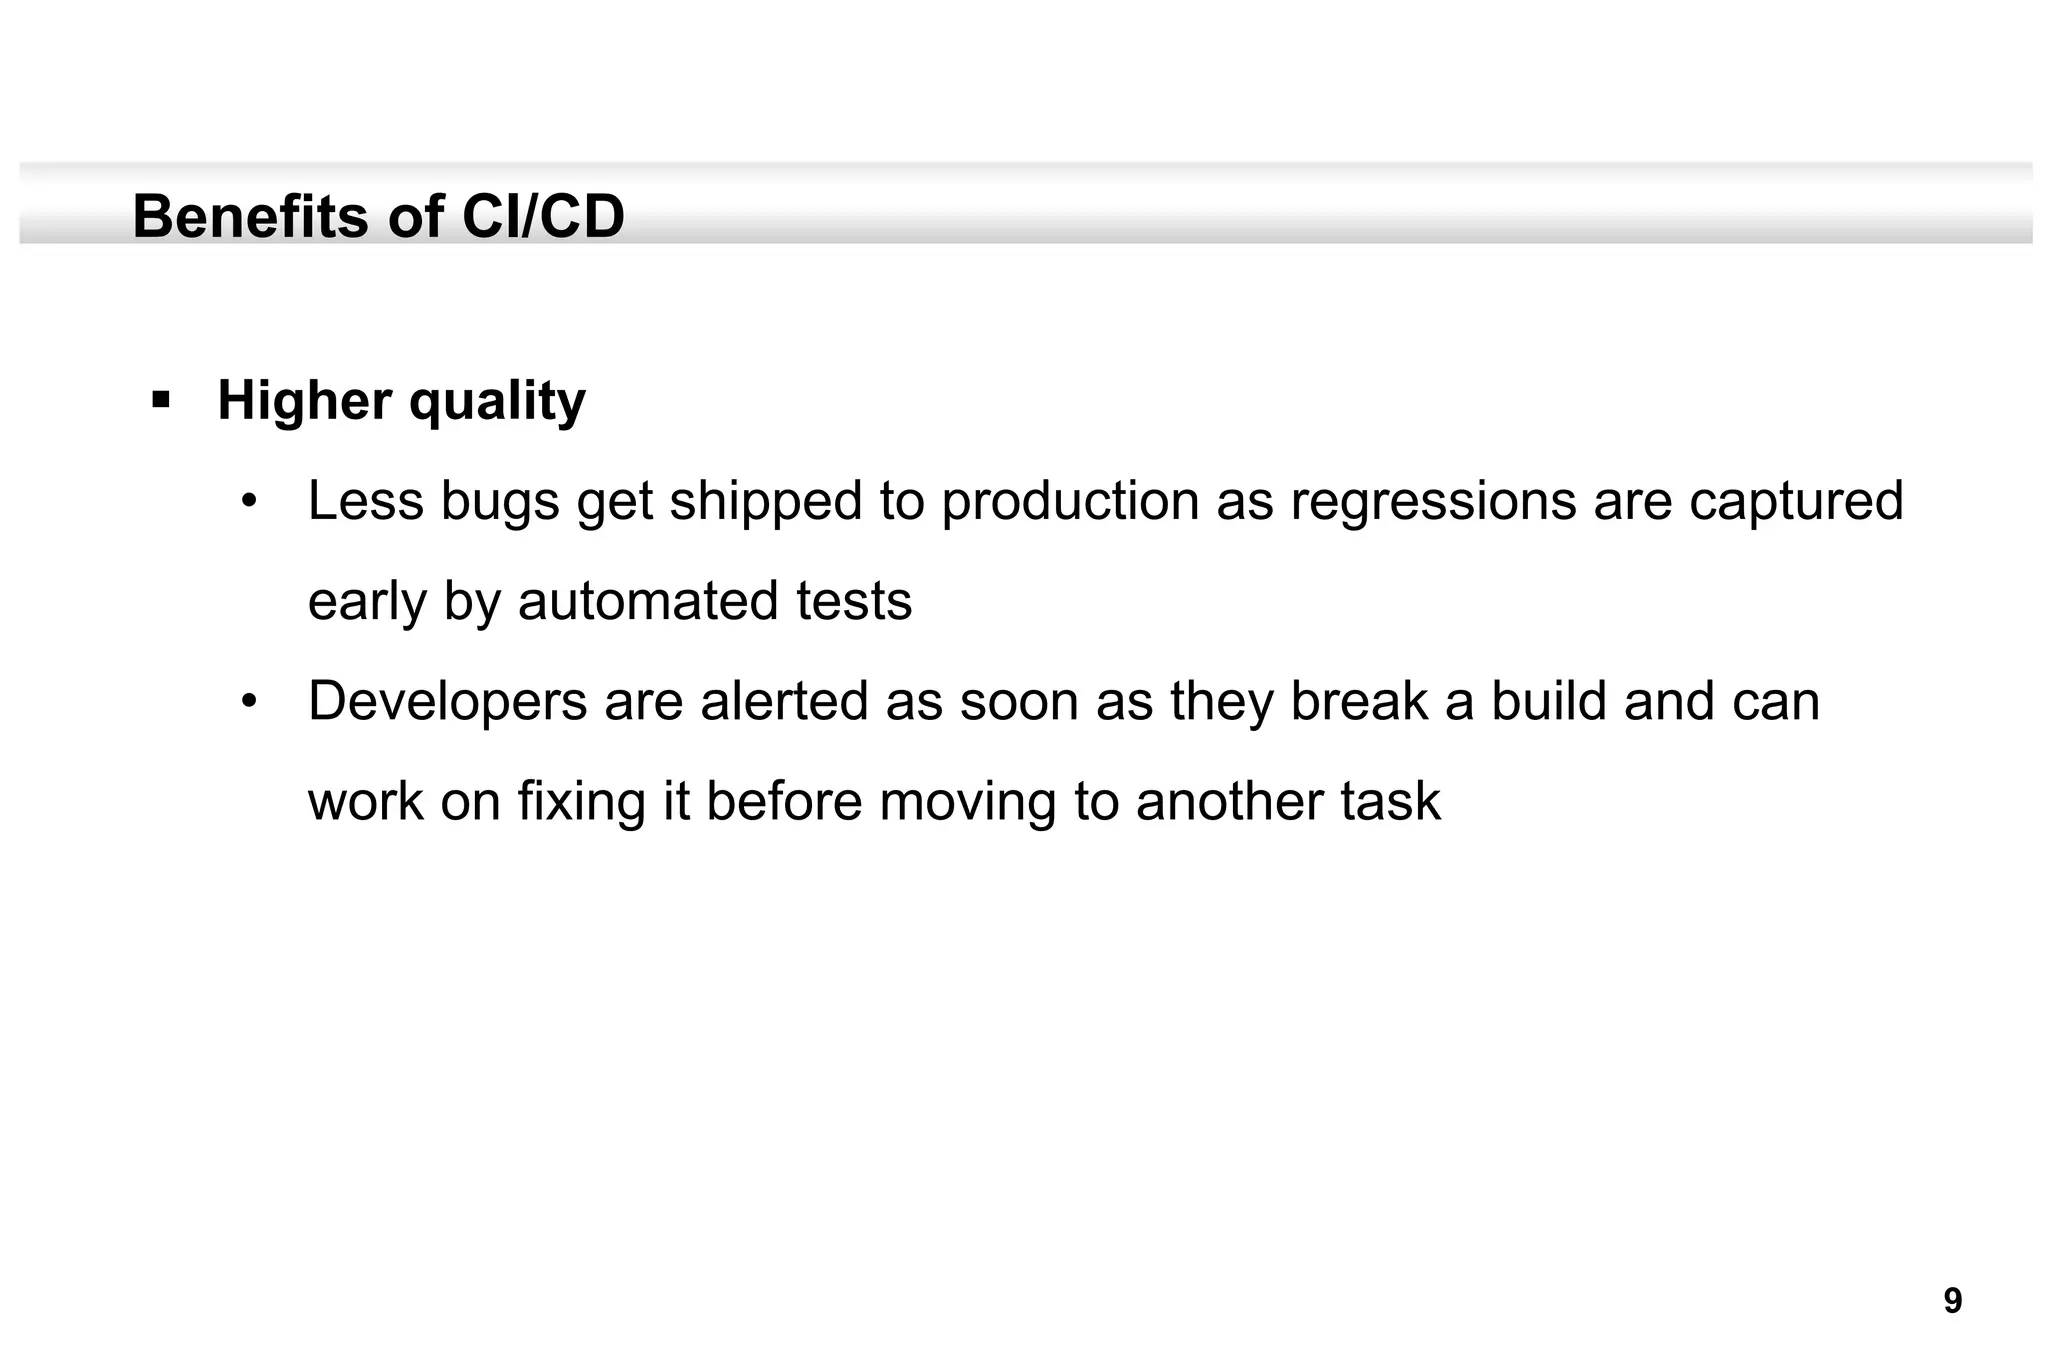 Benefits of CI/CD
▪ Higher quality
• Less bugs get shipped to production as regressions are captured
early by automated tests
• Developers are alerted as soon as they break a build and can
work on fixing it before moving to another task
9